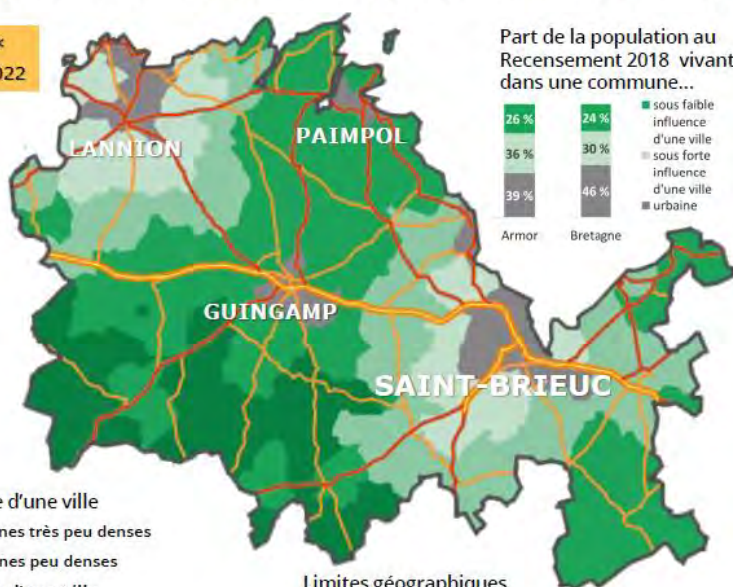 022
Part de la population au
Recensement 2018 vivant
dans une commune...
26 %
36 %
39 %
24 %
30 %
46 %
sous faible
influence
d'une ville
sous forte
influence
d'une ville
urbaine
Armor
Bretagne
LANNION
PAIMPOL
GUINGAMP
SAINT-BRIEUC
d'une ville
nes très peu denses
nes peu denses
Limites géographiques